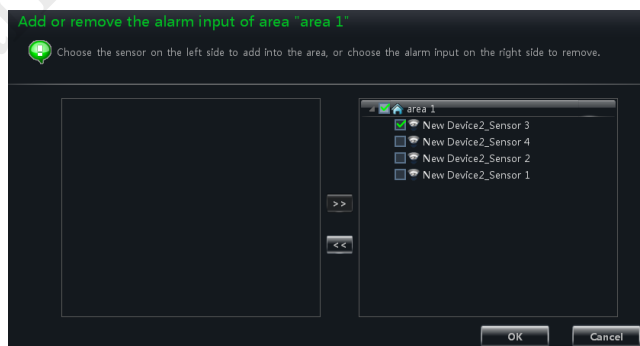 Add or remove the alarm input of area "area 1"
Choose the sensor on the left side to add into the area, or choose the alarm input on the right side to remove.
area 1
New Device2_Sensor 3
New Device2_Sensor 4
New Device2_Sensor 2
New Device2_Sensor 1
>>
<<
OK
Cancel